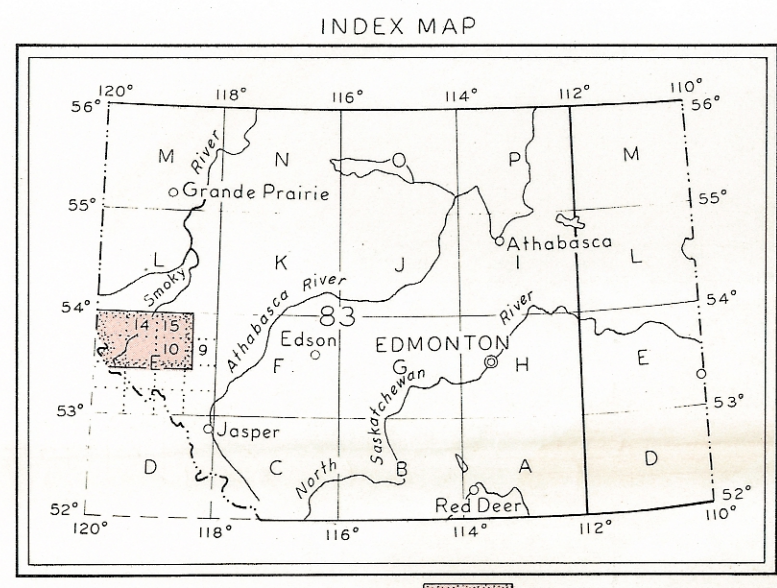 INDEX MAP
120° 118° 116° 114° 112° 110°
56° 56°
M N O P M
River
Grande Prairie
55° 55°
Athabasca
L K J I L
Smoky
Athabasca River
54° 54°
83
River
14 15
Edson EDMONTON
10 9
E F G H E
Saskatchewan
53° 53°
Jasper
D C B A D
North
Red Deer
52° 52°
120° 118° 116° 114° 112° 110°